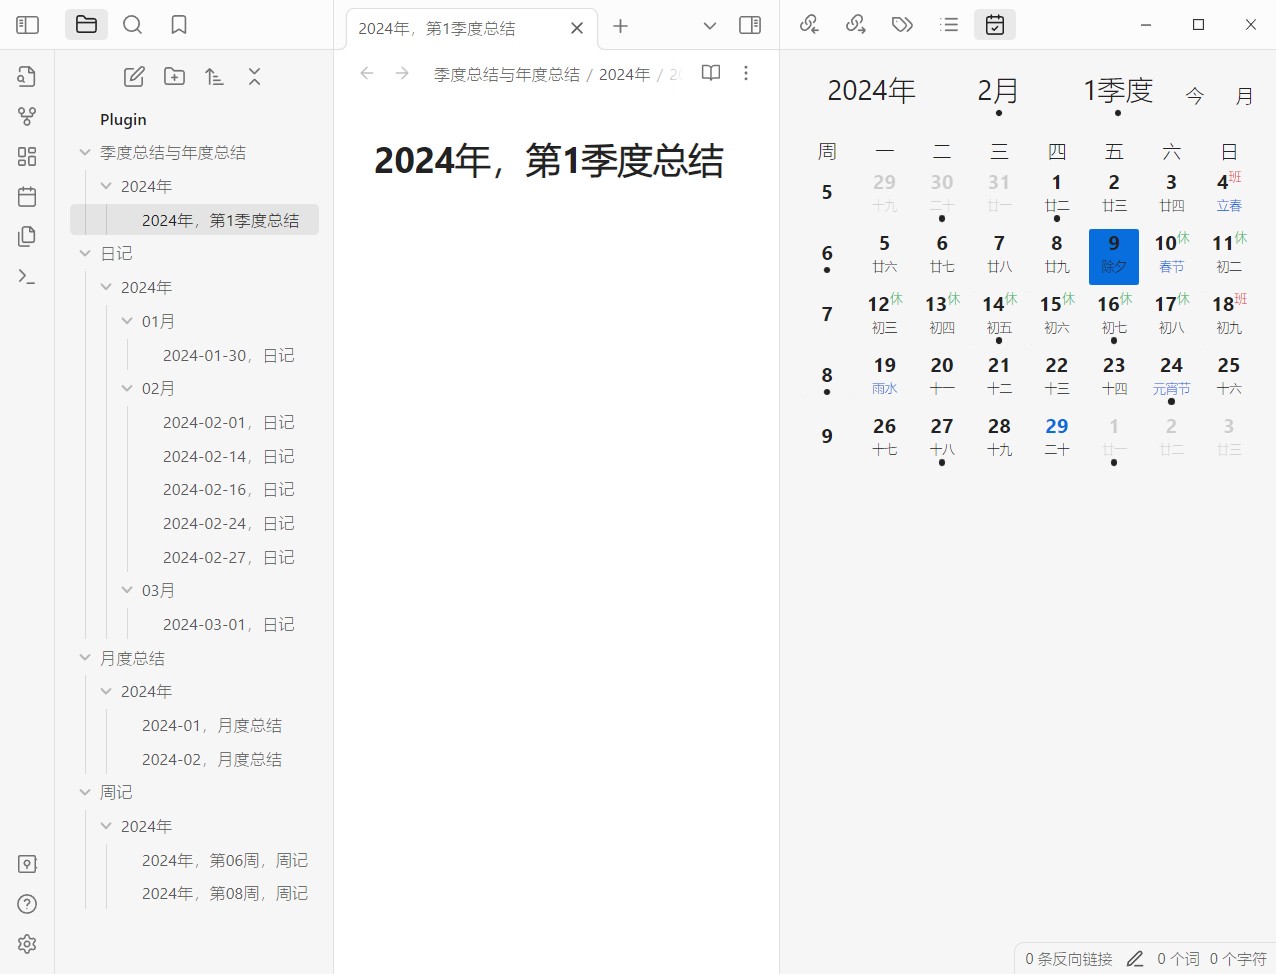 Plugin
季度总结与年度总结
2024年
2024年，第1季度总结
日记
2024年
01月
2024-01-30，日记
02月
2024-02-01，日记
2024-02-14，日记
2024-02-16，日记
2024-02-24，日记
2024-02-27，日记
03月
2024-03-01，日记
月度总结
2024年
2024-01，月度总结
2024-02，月度总结
周记
2024年
2024年，第06周，周记
2024年，第08周，周记
2024年，第1季度总结
季度总结与年度总结 / 2024年 / 20
2024年，第1季度总结
2024年 2月 1季度 今 月
周 一 二 三 四 五 六 日
5 29 30 31 1 2 3 4班
十九 二十 廿一 廿二 廿三 廿四 立春
6 5 6 7 8 9 10休 11休
廿六 廿七 廿八 廿九 除夕 春节 初二
7 12休 13休 14休 15休 16休 17休 18班
初三 初四 初五 初六 初七 初八 初九
8 19 20 21 22 23 24 25
雨水 十一 十二 十三 十四 元宵节 十六
9 26 27 28 29 1 2 3
十七 十八 十九 二十 廿一 廿二 廿三
0 条反向链接 0 个词 0 个字符